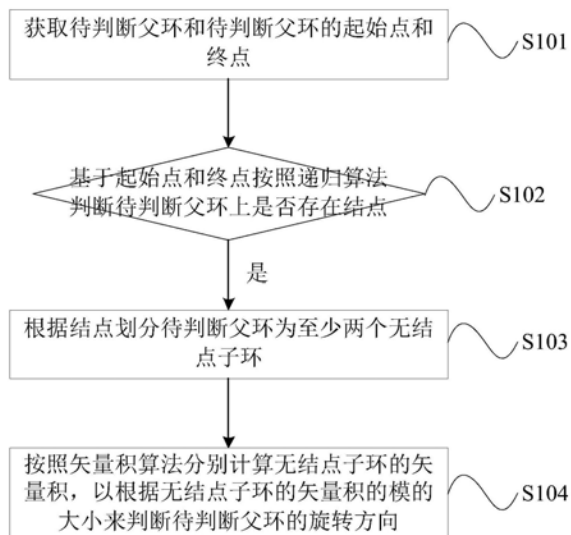 获取待判断父环和待判断父环的起始点和
终点
S101
基于起始点和终点按照递归算法
判断待判断父环上是否存在结点
S102
是
根据结点划分待判断父环为至少两个无结
点子环
S103
按照矢量积算法分别计算无结点子环的矢
量积，以根据无结点子环的矢量积的模的
大小来判断待判断父环的旋转方向
S104